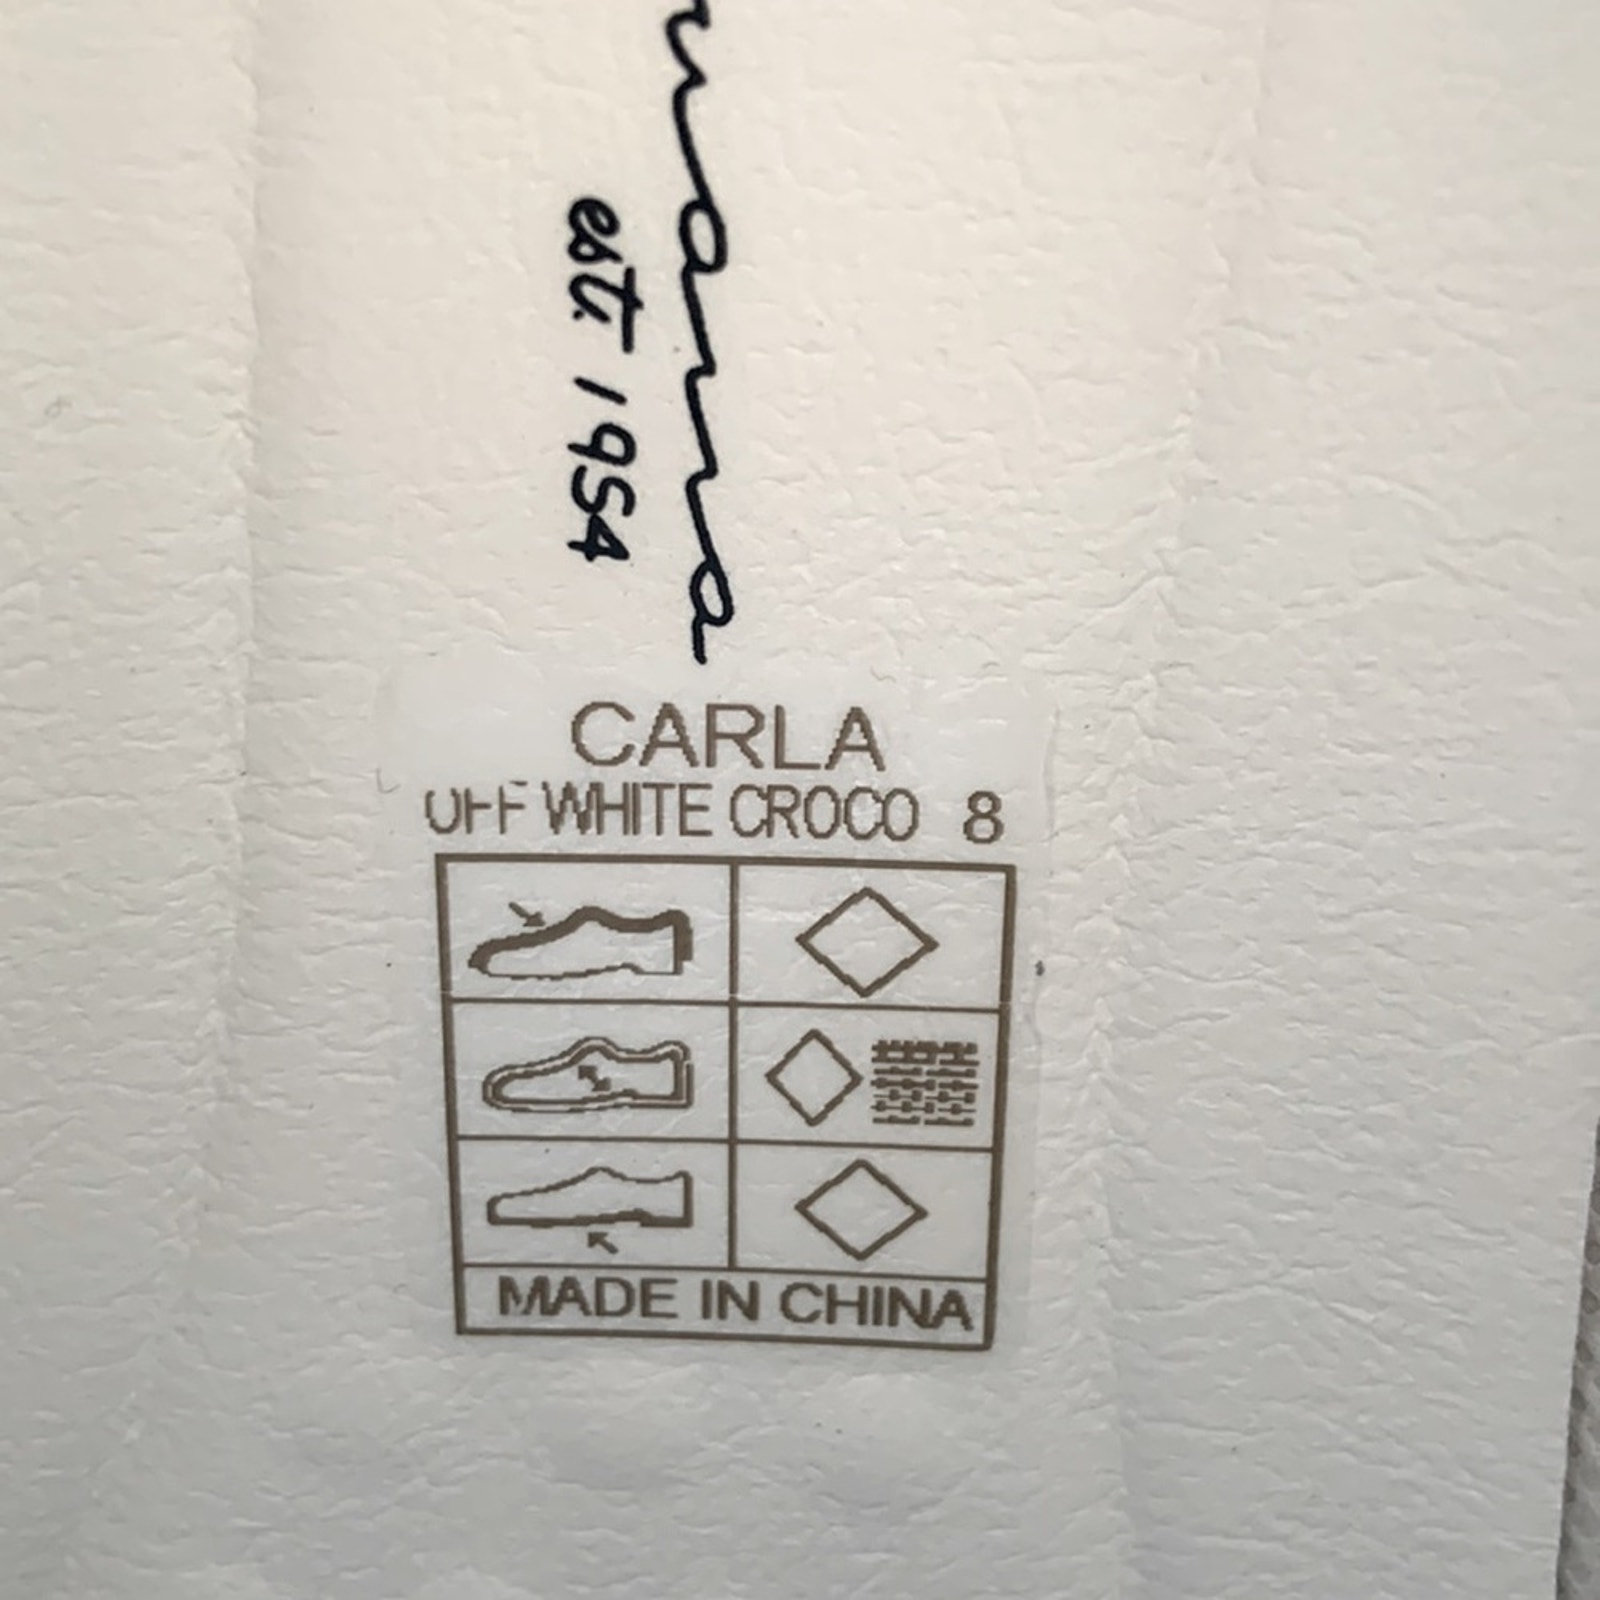 est. 1954
CARLA
OFF WHITE CROCO 8
MADE IN CHINA